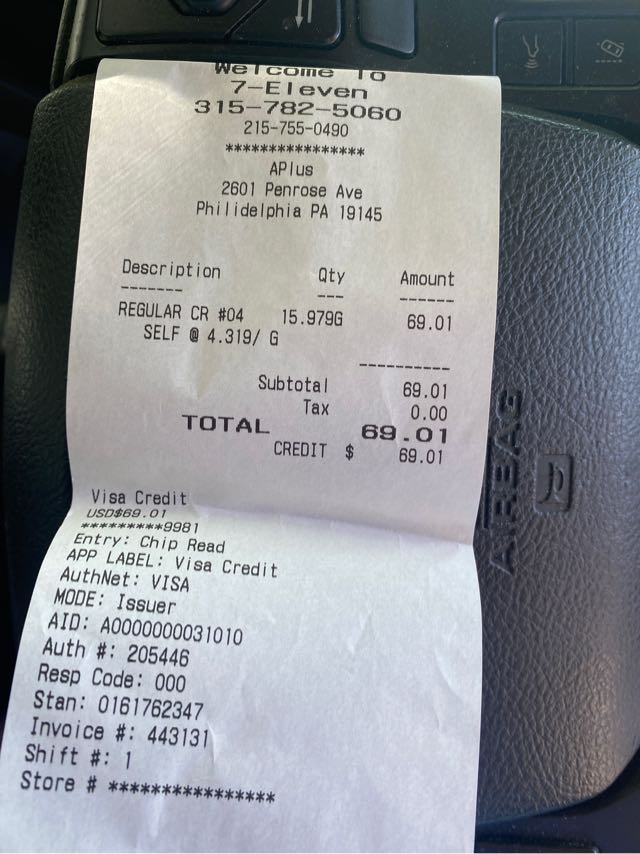 Welcome To
7-Eleven
315-782-5060
215-755-0490
****************
APlus
2601 Penrose Ave
Philidelphia PA 19145
Description Qty Amount
------- --- ------
REGULAR CR #04 15.979G 69.01
SELF @ 4.319/ G
----------
Subtotal 69.01
Tax 0.00
TOTAL 69.01
CREDIT $ 69.01
Visa Credit
USD$69.01
*********9981
Entry: Chip Read
APP LABEL: Visa Credit
AuthNet: VISA
MODE: Issuer
AID: A0000000031010
Auth #: 205446
Resp Code: 000
Stan: 0161762347
Invoice #: 443131
Shift #: 1
Store # ****************
AIRBAG